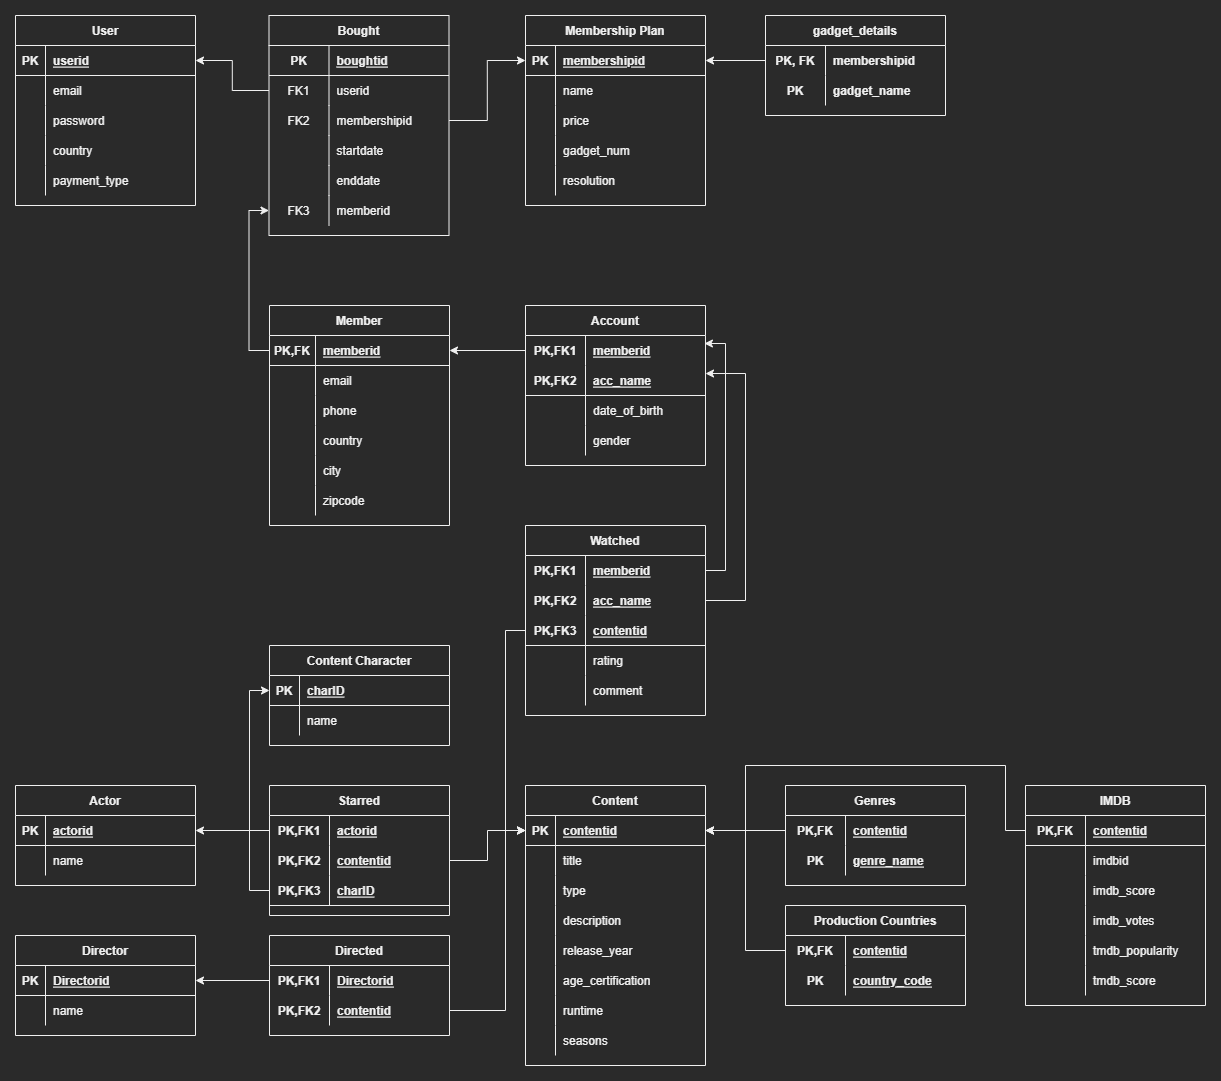 User
PK userid
email
password
country
payment_type
Bought
PK boughtid
FK1 userid
FK2 membershipid
startdate
enddate
FK3 memberid
Membership Plan
PK membershipid
name
price
gadget_num
resolution
gadget_details
PK, FK membershipid
PK gadget_name
Member
PK,FK memberid
email
phone
country
city
zipcode
Account
PK,FK1 memberid
PK,FK2 acc_name
date_of_birth
gender
Watched
PK,FK1 memberid
PK,FK2 acc_name
PK,FK3 contentid
rating
comment
Content Character
PK charID
name
Actor
PK actorid
name
Starred
PK,FK1 actorid
PK,FK2 contentid
PK,FK3 charID
Content
PK contentid
title
type
description
release_year
age_certification
runtime
seasons
Genres
PK,FK contentid
PK genre_name
IMDB
PK,FK contentid
imdbid
imdb_score
imdb_votes
tmdb_popularity
tmdb_score
Production Countries
PK,FK contentid
PK country_code
Director
PK Directorid
name
Directed
PK,FK1 Directorid
PK,FK2 contentid